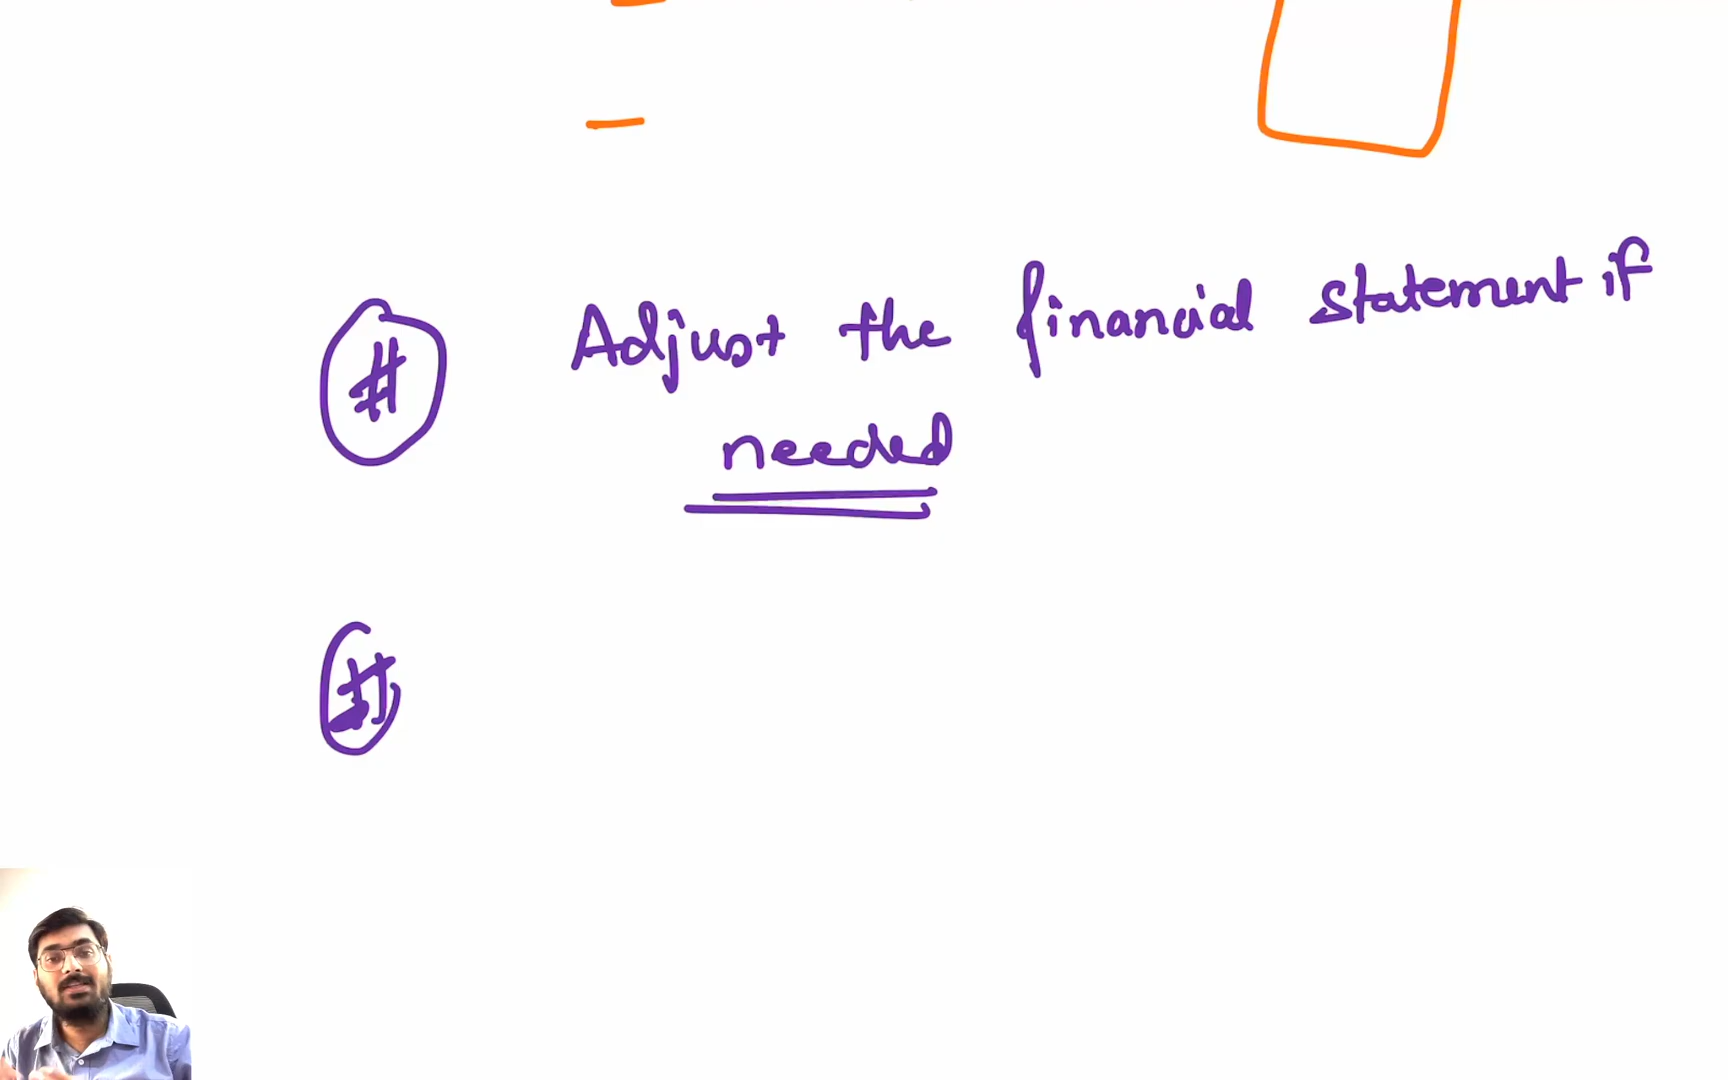 # Adjust the financial statement if
needed
#